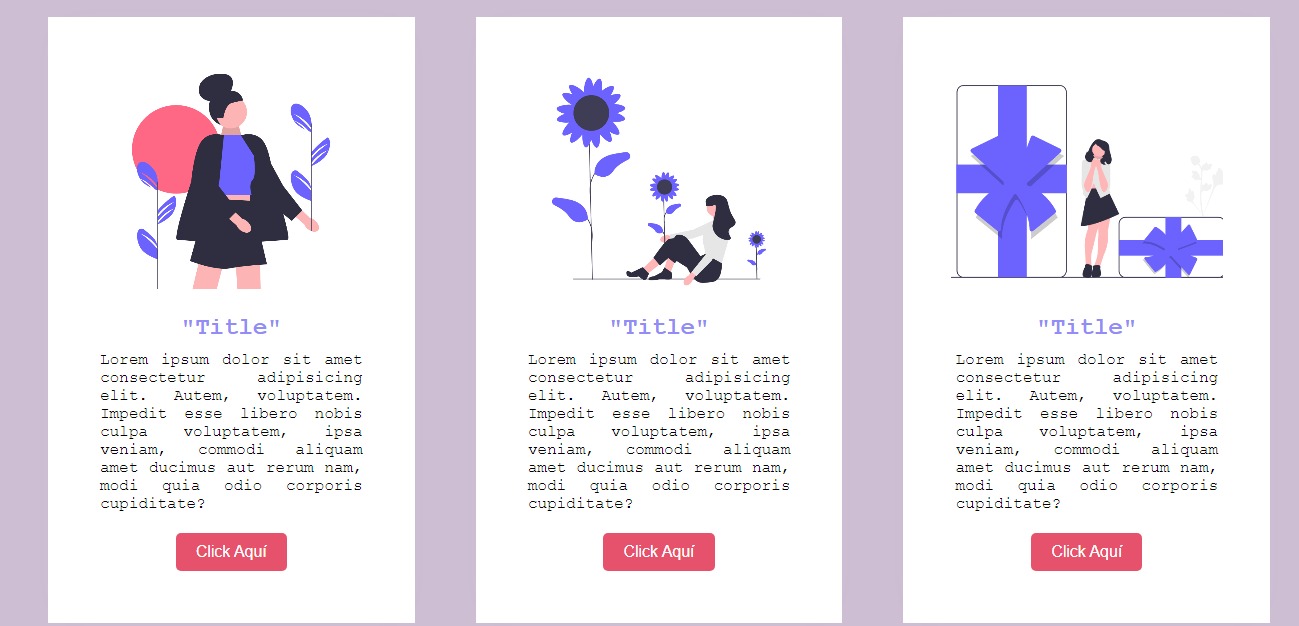 "Title"
Lorem ipsum dolor sit amet
consectetur adipisicing
elit. Autem, voluptatem.
Impedit esse libero nobis
culpa voluptatem, ipsa
veniam, commodi aliquam
amet ducimus aut rerum nam,
modi quia odio corporis
cupiditate?
Click Aquí
"Title"
Lorem ipsum dolor sit amet
consectetur adipisicing
elit. Autem, voluptatem.
Impedit esse libero nobis
culpa voluptatem, ipsa
veniam, commodi aliquam
amet ducimus aut rerum nam,
modi quia odio corporis
cupiditate?
Click Aquí
"Title"
Lorem ipsum dolor sit amet
consectetur adipisicing
elit. Autem, voluptatem.
Impedit esse libero nobis
culpa voluptatem, ipsa
veniam, commodi aliquam
amet ducimus aut rerum nam,
modi quia odio corporis
cupiditate?
Click Aquí